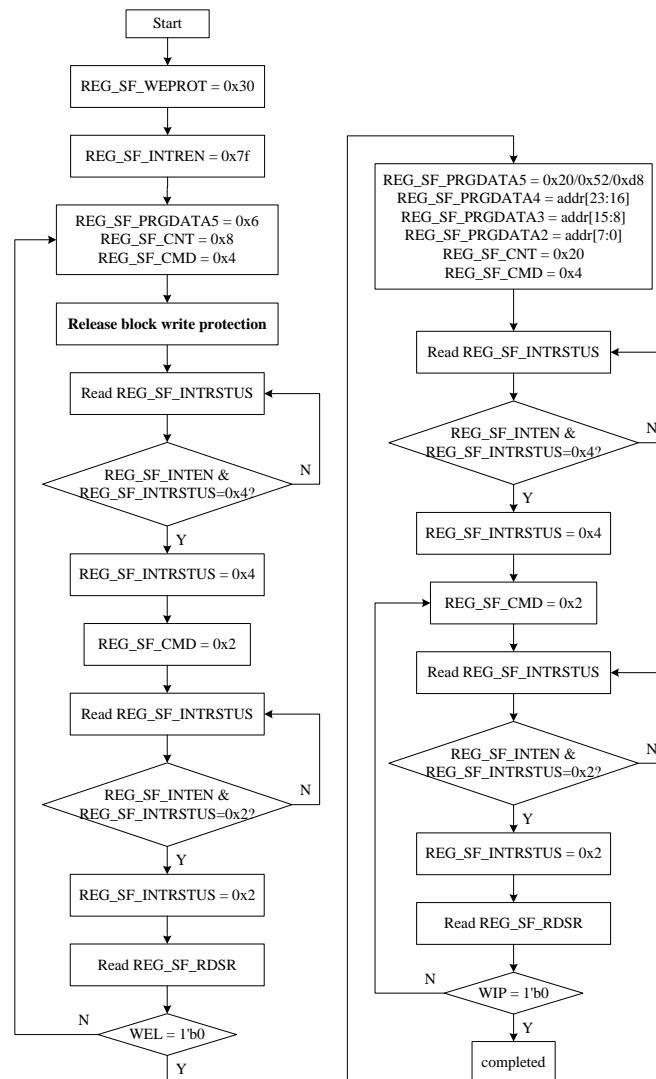 Start
REG_SF_WEPROT = 0x30
REG_SF_INTREN = 0x7f
REG_SF_PRGDATA5 = 0x6
REG_SF_CNT = 0x8
REG_SF_CMD = 0x4
Release block write protection
Read REG_SF_INTRSTUS
REG_SF_INTEN &
REG_SF_INTRSTUS=0x4?
N
Y
REG_SF_INTRSTUS = 0x4
REG_SF_CMD = 0x2
Read REG_SF_INTRSTUS
REG_SF_INTEN &
REG_SF_INTRSTUS=0x2?
N
Y
REG_SF_INTRSTUS = 0x2
Read REG_SF_RDSR
N
WEL = 1'b0
Y
REG_SF_PRGDATA5 = 0x20/0x52/0xd8
REG_SF_PRGDATA4 = addr[23:16]
REG_SF_PRGDATA3 = addr[15:8]
REG_SF_PRGDATA2 = addr[7:0]
REG_SF_CNT = 0x20
REG_SF_CMD = 0x4
Read REG_SF_INTRSTUS
REG_SF_INTEN &
REG_SF_INTRSTUS=0x4?
N
Y
REG_SF_INTRSTUS = 0x4
REG_SF_CMD = 0x2
Read REG_SF_INTRSTUS
REG_SF_INTEN &
REG_SF_INTRSTUS=0x2?
N
Y
REG_SF_INTRSTUS = 0x2
Read REG_SF_RDSR
N
WIP = 1'b0
Y
completed